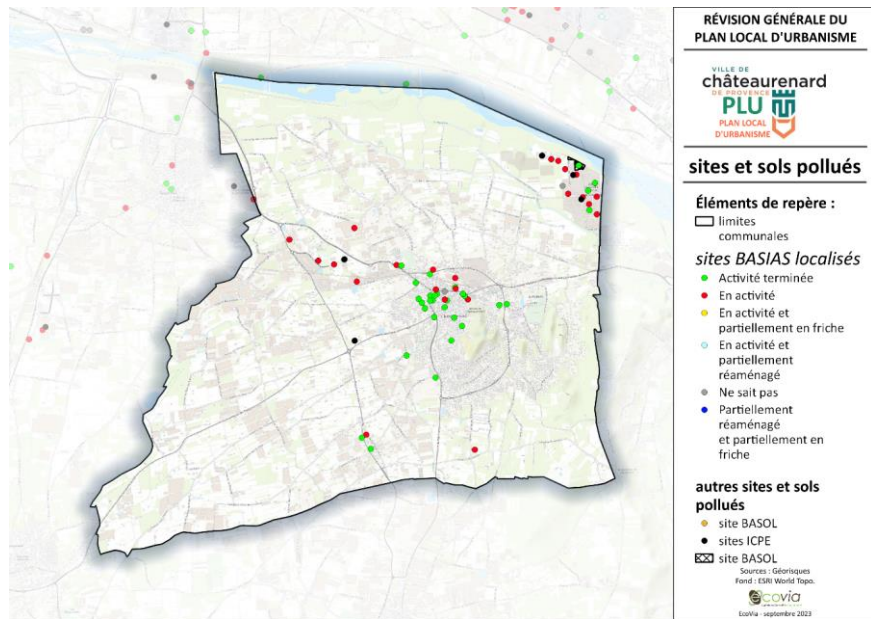 RÉVISION GÉNÉRALE DU
PLAN LOCAL D'URBANISME
VILLE DE
châteaurenard
DE PROVENCE
PLU
PLAN LOCAL
D'URBANISME
sites et sols pollués
Éléments de repère :
limites
communales
sites BASIAS localisés
Activité terminée
En activité
En activité et
partiellement en friche
En activité et
partiellement
réaménagé
Ne sait pas
Partiellement
réaménagé
et partiellement en
friche
autres sites et sols
pollués
site BASOL
sites ICPE
site BASOL
Sources : Géorisques
Fond : ESRI World Topo.
ecovia
EcoVia - septembre 2023